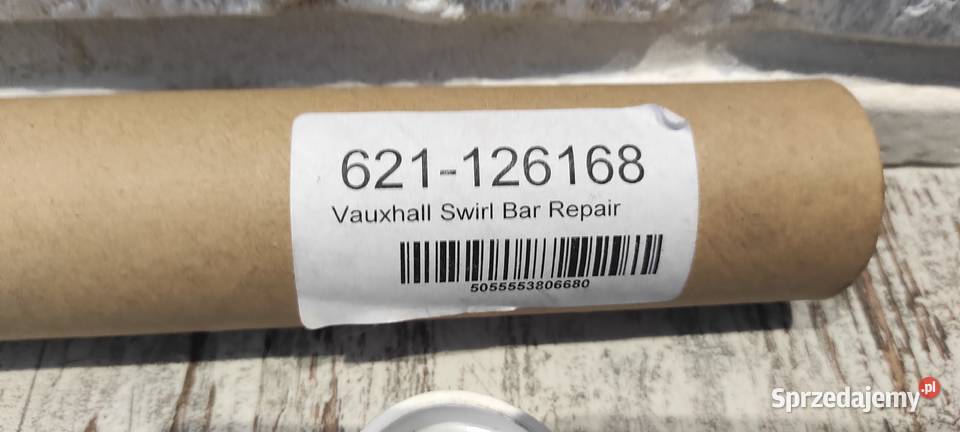 621-126168
Vauxhall Swirl Bar Repair
5055553806680
Sprzedajemy.pl